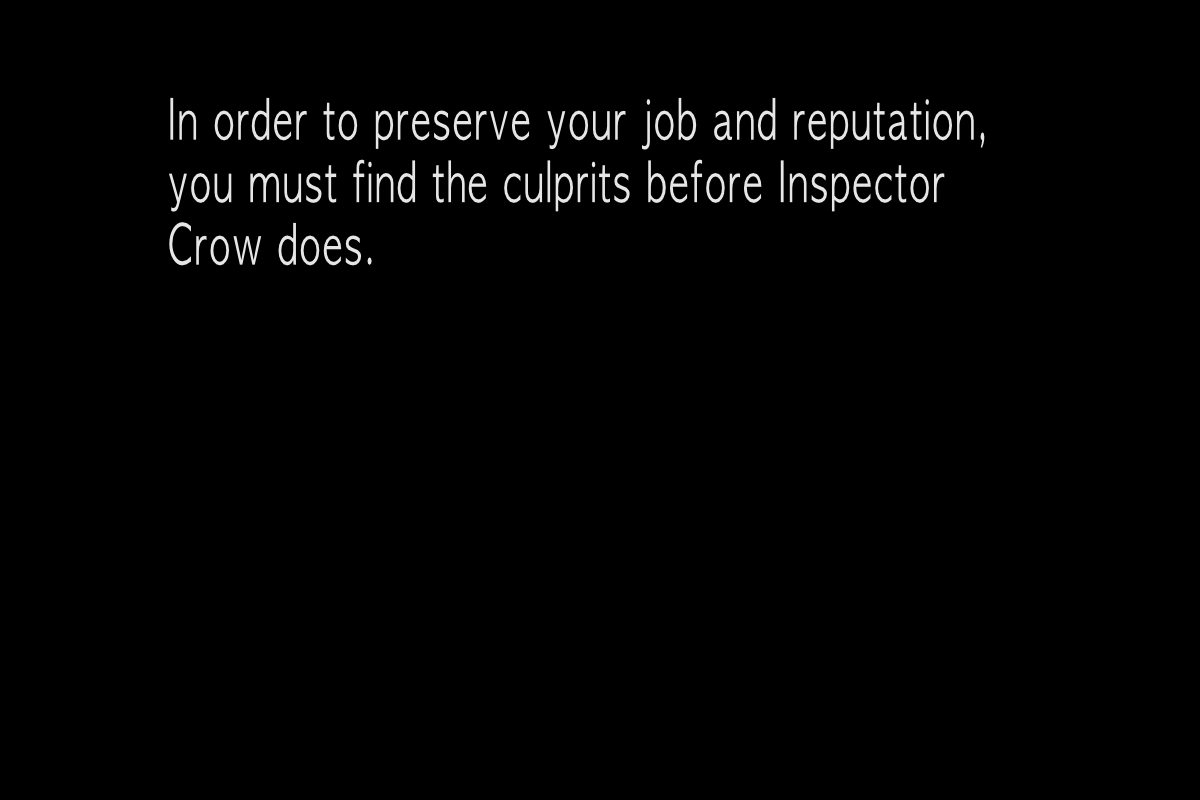 In order to preserve your job and reputation,
you must find the culprits before Inspector
Crow does.